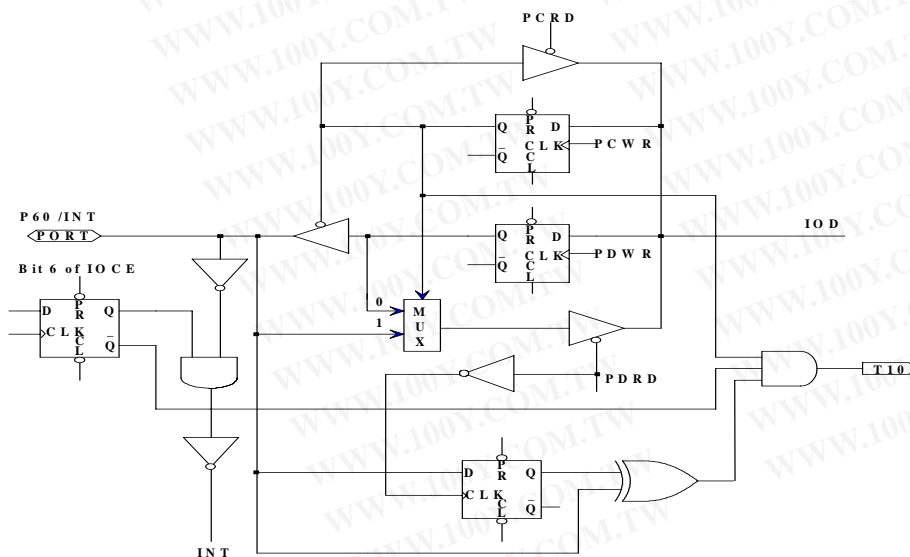 PCRD
Q PR D
CLK
Q CL
PCWR
P60 /INT
PORT
Q PR D
CLK
Q CL
PDWR
IOD
Bit 6 of IOCE
D PR Q
CLK
CL Q
0
1
MUX
PDRD
T10
D PR Q
CLK
CL Q
INT
WWW.100Y.COM.TW